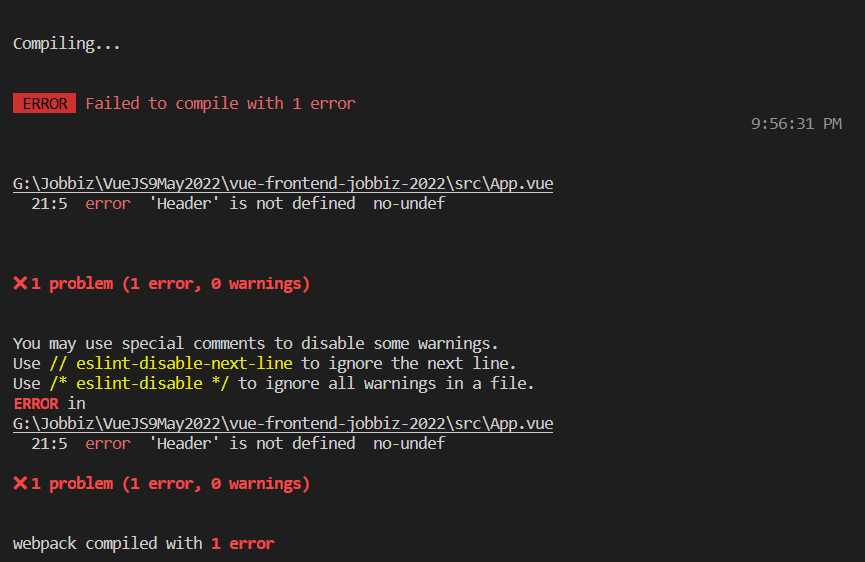 Compiling...
ERROR Failed to compile with 1 error
9:56:31 PM
G:\Jobbiz\VueJS9May2022\vue-frontend-jobbiz-2022\src\App.vue
21:5 error 'Header' is not defined no-undef
❌1 problem (1 error, 0 warnings)
You may use special comments to disable some warnings.
Use // eslint-disable-next-line to ignore the next line.
Use /* eslint-disable */ to ignore all warnings in a file.
ERROR in
G:\Jobbiz\VueJS9May2022\vue-frontend-jobbiz-2022\src\App.vue
21:5 error 'Header' is not defined no-undef
❌1 problem (1 error, 0 warnings)
webpack compiled with 1 error